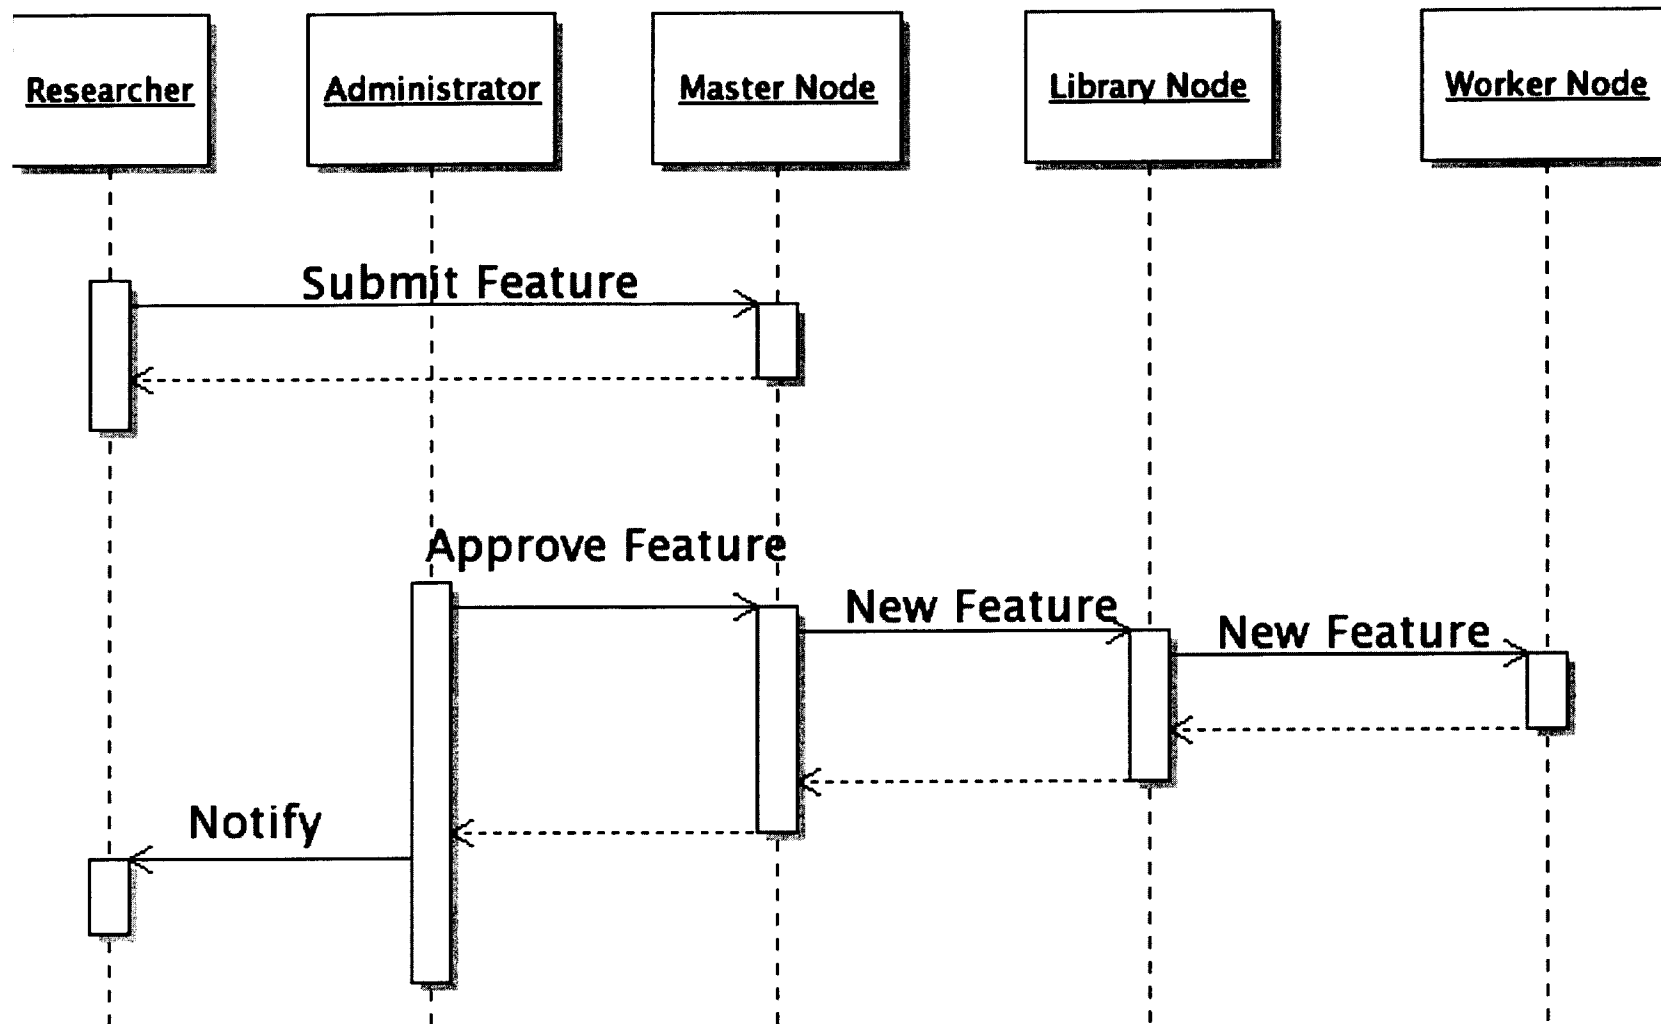 Researcher
Administrator
Master Node
Library Node
Worker Node
Submit Feature
Approve Feature
New Feature
New Feature
Notify